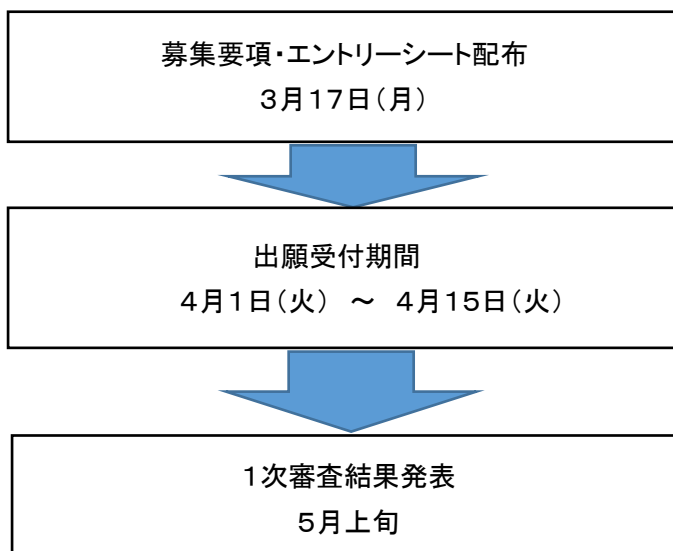 募集要項・エントリーシート配布
３月１７日（月）
出願受付期間
４月１日（火） ～ ４月１５日（火）
１次審査結果発表
５月上旬